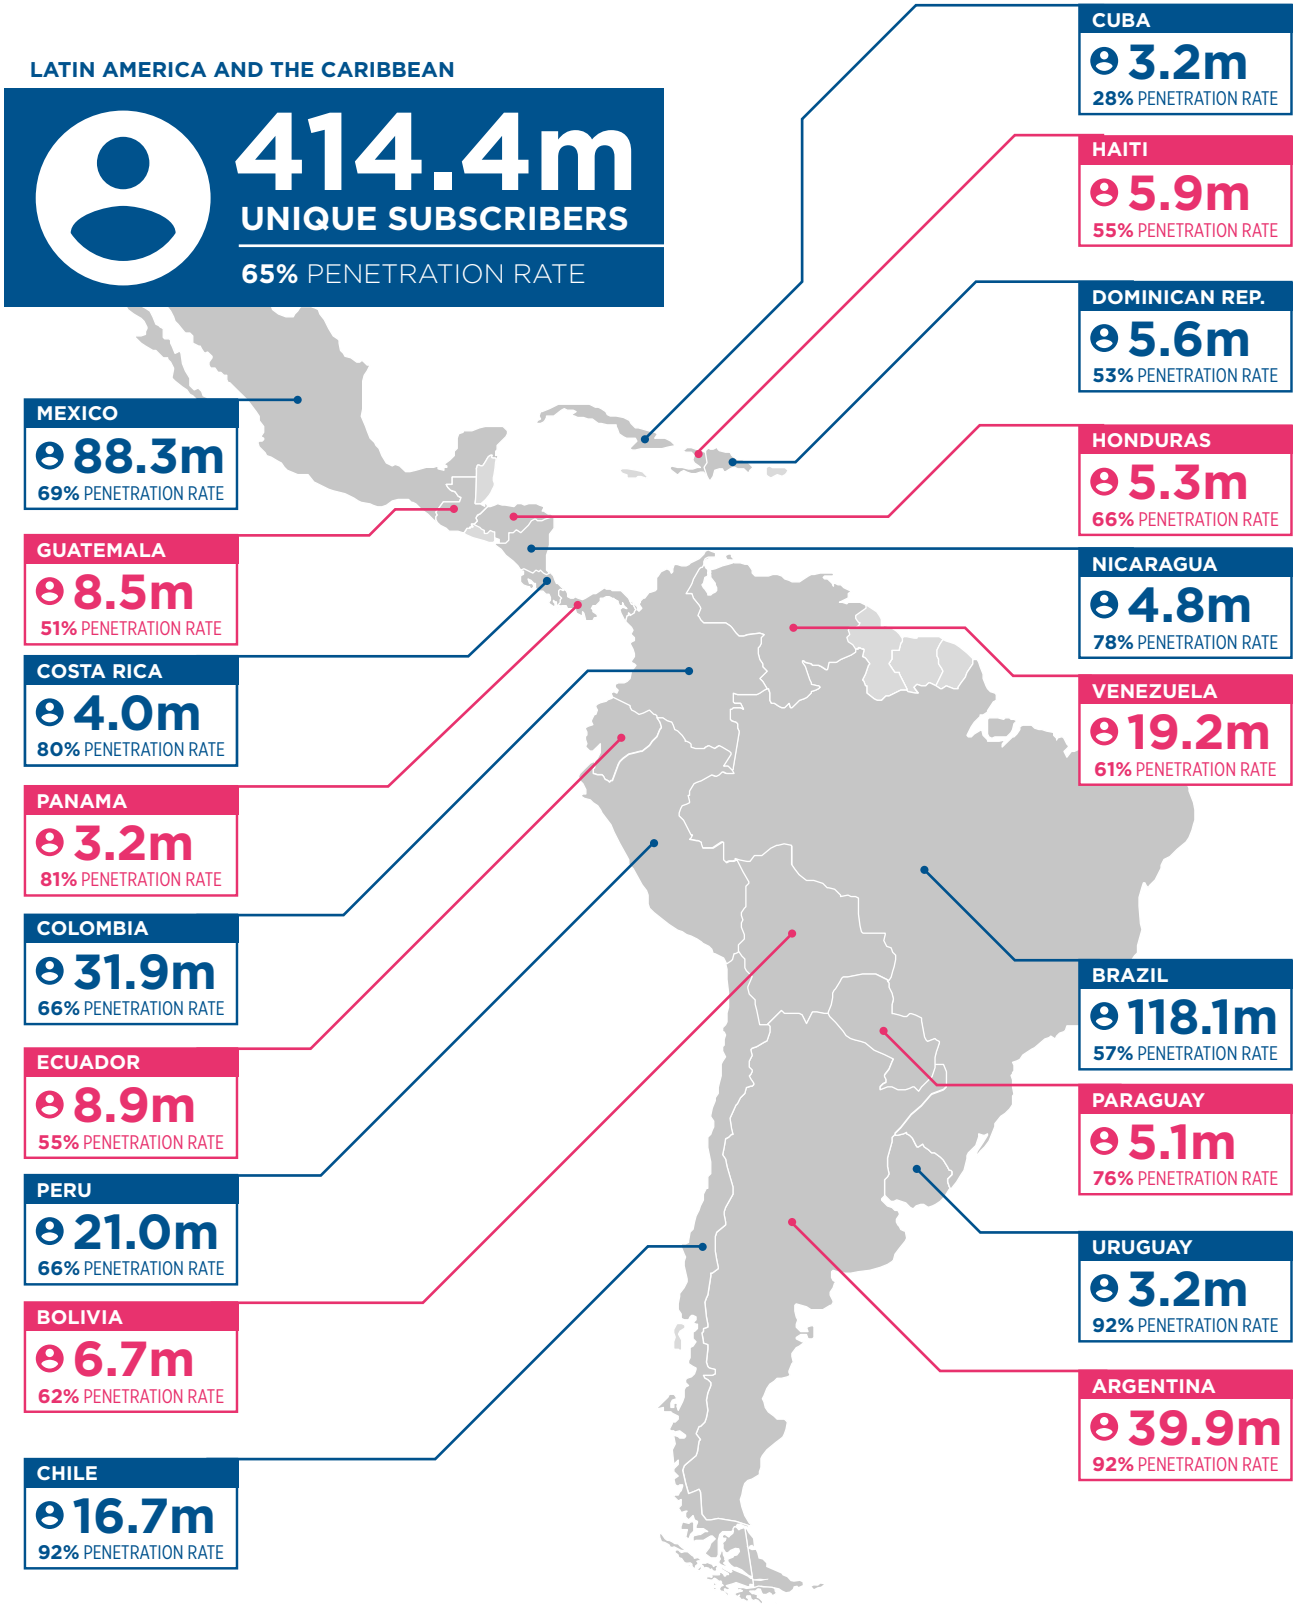 LATIN AMERICA AND THE CARIBBEAN
414.4m
UNIQUE SUBSCRIBERS
65% PENETRATION RATE
MEXICO
88.3m
69% PENETRATION RATE
GUATEMALA
8.5m
51% PENETRATION RATE
COSTA RICA
4.0m
80% PENETRATION RATE
PANAMA
3.2m
81% PENETRATION RATE
COLOMBIA
31.9m
66% PENETRATION RATE
ECUADOR
8.9m
55% PENETRATION RATE
PERU
21.0m
66% PENETRATION RATE
BOLIVIA
6.7m
62% PENETRATION RATE
CHILE
16.7m
92% PENETRATION RATE
CUBA
3.2m
28% PENETRATION RATE
HAITI
5.9m
55% PENETRATION RATE
DOMINICAN REP.
5.6m
53% PENETRATION RATE
HONDURAS
5.3m
66% PENETRATION RATE
NICARAGUA
4.8m
78% PENETRATION RATE
VENEZUELA
19.2m
61% PENETRATION RATE
BRAZIL
118.1m
57% PENETRATION RATE
PARAGUAY
5.1m
76% PENETRATION RATE
URUGUAY
3.2m
92% PENETRATION RATE
ARGENTINA
39.9m
92% PENETRATION RATE